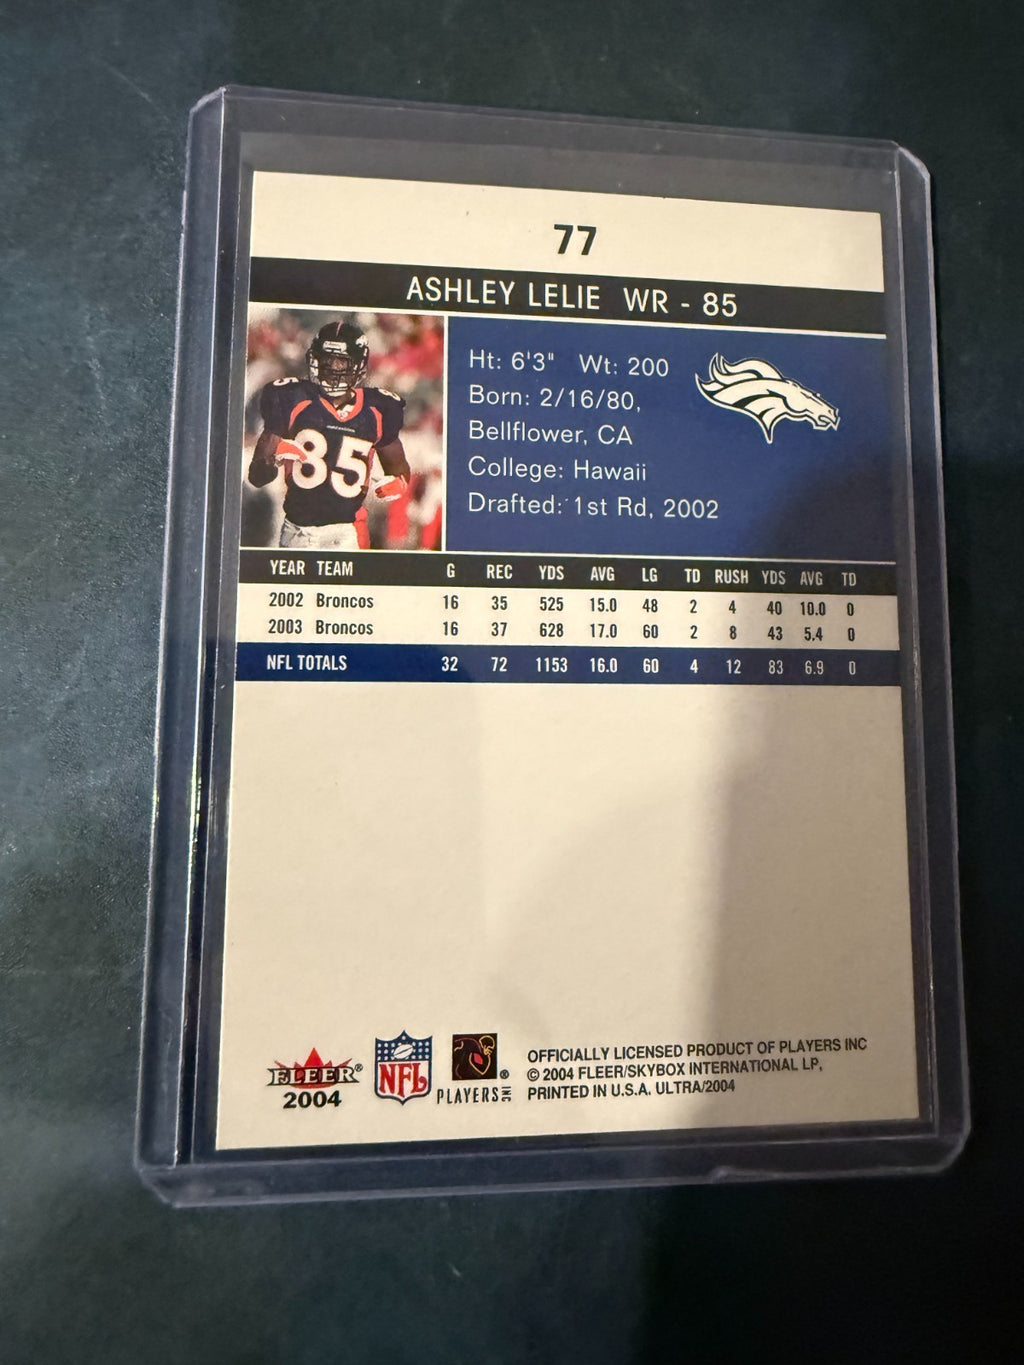 77
ASHLEY LELIE WR - 85
Ht: 6'3" Wt: 200
Born: 2/16/80,
Bellflower, CA
College: Hawaii
Drafted: 1st Rd, 2002
85
YEAR TEAM G REC YDS AVG LG TD RUSH YDS AVG TD
2002 Broncos 16 35 525 15.0 48 2 4 40 10.0 0
2003 Broncos 16 37 628 17.0 60 2 8 43 5.4 0
NFL TOTALS 32 72 1153 16.0 60 4 12 83 6.9 0
FLEER®
2004
NFL
PLAYERS INC ®
OFFICIALLY LICENSED PRODUCT OF PLAYERS INC
© 2004 FLEER/SKYBOX INTERNATIONAL LP,
PRINTED IN U.S.A. ULTRA/2004